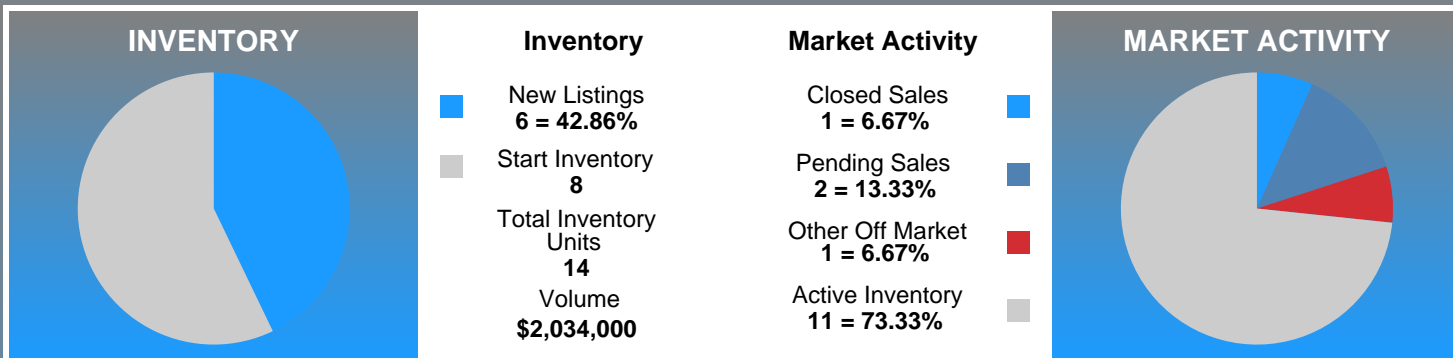 INVENTORY
Inventory
New Listings
6 = 42.86%
Start Inventory
8
Total Inventory
Units
14
Volume
$2,034,000
Market Activity
Closed Sales
1 = 6.67%
Pending Sales
2 = 13.33%
Other Off Market
1 = 6.67%
Active Inventory
11 = 73.33%
MARKET ACTIVITY